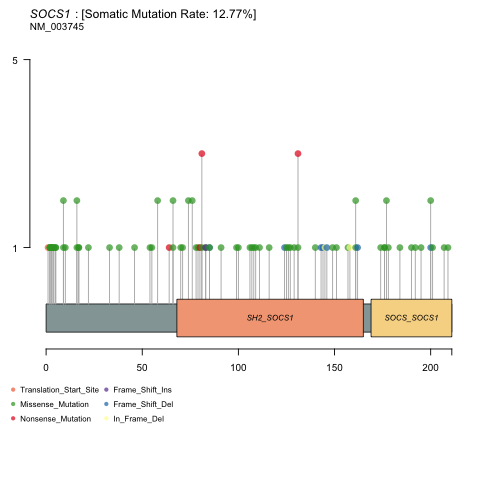 SOCS1 : [Somatic Mutation Rate: 12.77%]
NM_003745
5
1
SH2_SOCS1
SOCS_SOCS1
0 50 100 150 200
Translation_Start_Site Frame_Shift_Ins
Missense_Mutation Frame_Shift_Del
Nonsense_Mutation In_Frame_Del